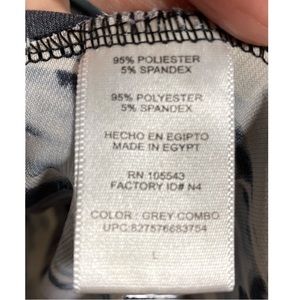 95% POLIESTER
5% SPANDEX
95% POLYESTER
5% SPANDEX
HECHO EN EGIPTO
MADE IN EGYPT
RN 105543
FACTORY ID# N4
COLOR : GREY COMBO
UPC:827576683754
L